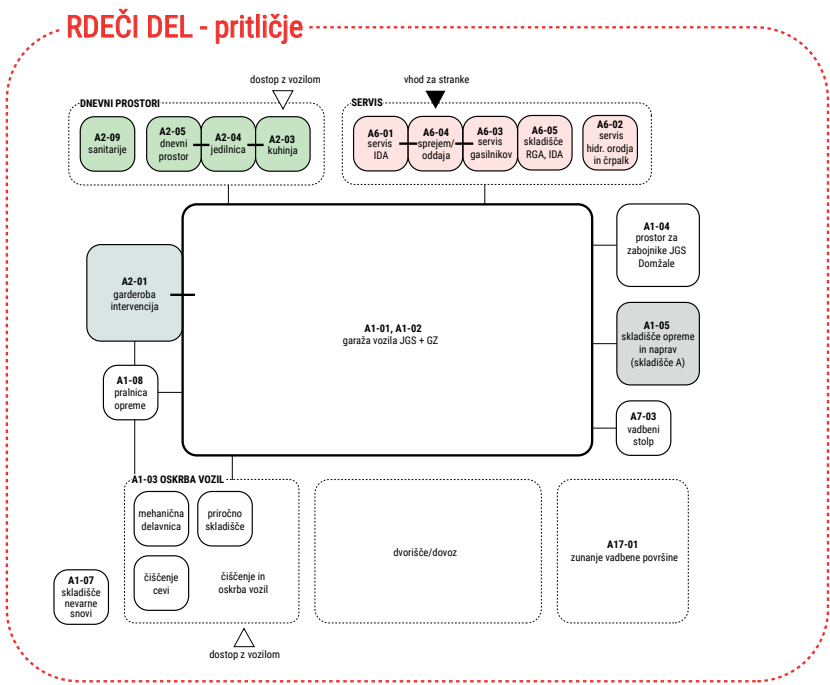 RDEČI DEL - pritličje
dostop z vozilom
vhod za stranke
DNEVNI PROSTORI
SERVIS
A2-09
sanitarije
A2-05
dnevni
prostor
A2-04
jedilnica
A2-03
kuhinja
A6-01
servis
IDA
A6-04
sprejem/
oddaja
A6-03
servis
gasilnikov
A6-05
skladišče
RGA, IDA
A6-02
servis
hidr. orodja
in črpalk
A1-04
prostor za
zabojnike JGS
Domžale
A2-01
garderoba
intervencija
A1-01, A1-02
garaža vozila JGS + GZ
A1-05
skladišče opreme
in naprav
(skladišče A)
A1-08
pralnica
opreme
A7-03
vadbeni
stolp
A1-03 OSKRBA VOZIL
mehanična
delavnica
priročno
skladišče
dvorišče/dovoz
A17-01
zunanje vadbene površine
A1-07
skladišče
nevarne
snovi
čiščenje
cevi
čiščenje in
oskrba vozil
dostop z vozilom